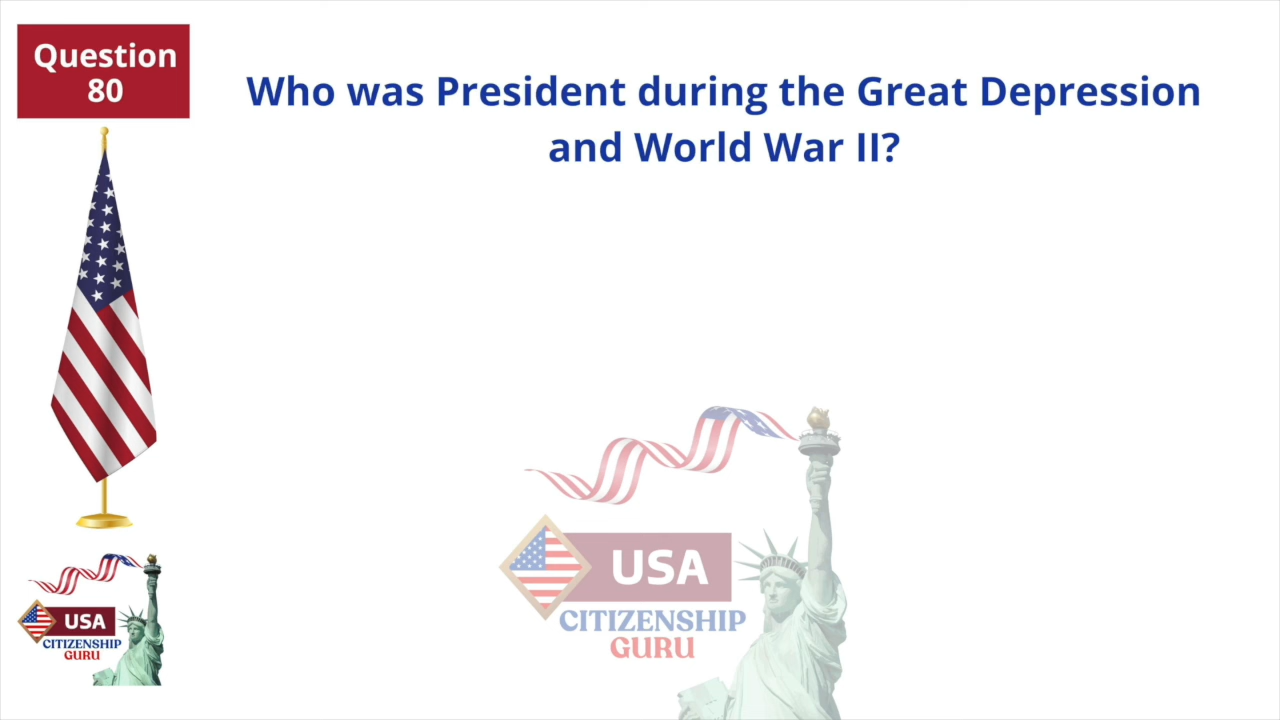 Question
80
Who was President during the Great Depression
and World War II?
USA
CITIZENSHIP
GURU
USA
CITIZENSHIP
GURU